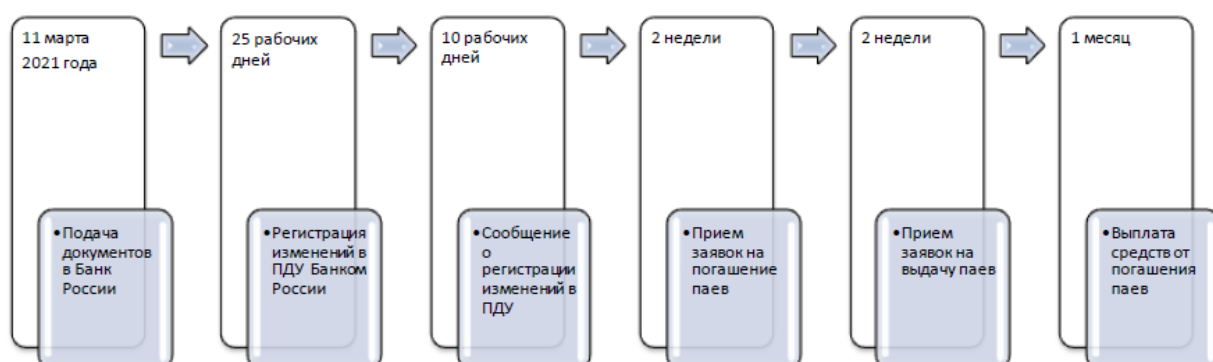 11 марта
2021 года
25 рабочих
дней
10 рабочих
дней
2 недели
2 недели
1 месяц
•Подача
документов
в Банк
России
•Регистрация
изменений в
ПДУ Банком
России
•Сообщение
о
регистрации
изменений в
ПДУ
•Прием
заявок на
погашение
паев
•Прием
заявок на
выдачу паев
•Выплата
средств от
погашения
паев